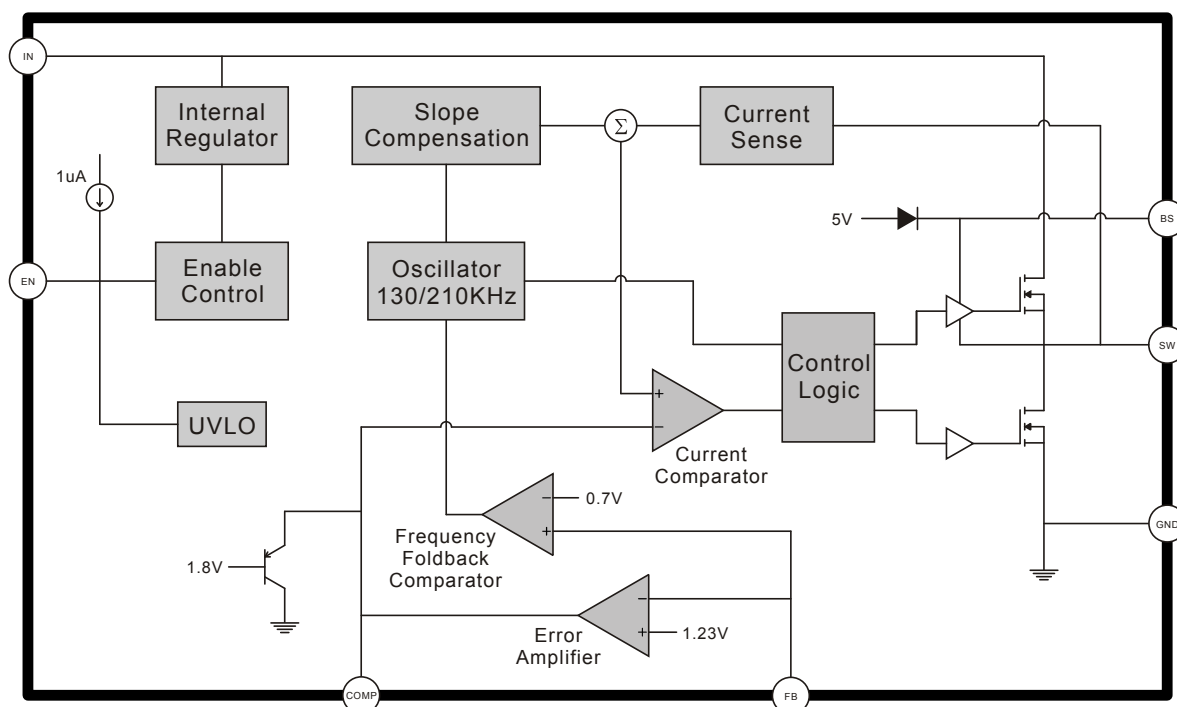 IN
Internal
Regulator
Slope
Compensation
Σ
Current
Sense
1uA
5V
BS
EN
Enable
Control
Oscillator
130/210KHz
SW
Control
Logic
+
−
UVLO
Current
Comparator
−
0.7V
+
Frequency
Foldback
Comparator
GND
1.8V
−
+
1.23V
Error
Amplifier
COMP
FB